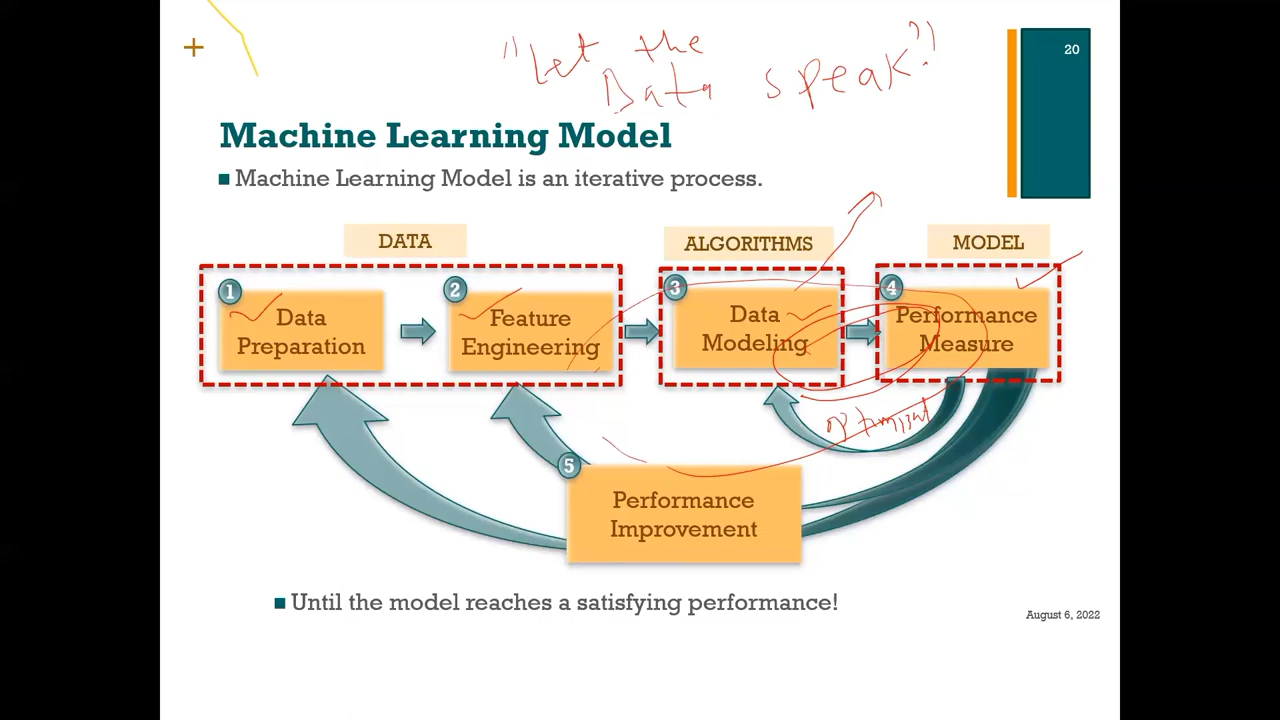 "Let the
Data speak"
20
Machine Learning Model
Machine Learning Model is an iterative process.
DATA
ALGORITHMS
MODEL
1
Data
Preparation
2
Feature
Engineering
3
Data
Modeling
4
Performance
Measure
5
Performance
Improvement
Until the model reaches a satisfying performance!
August 6, 2022